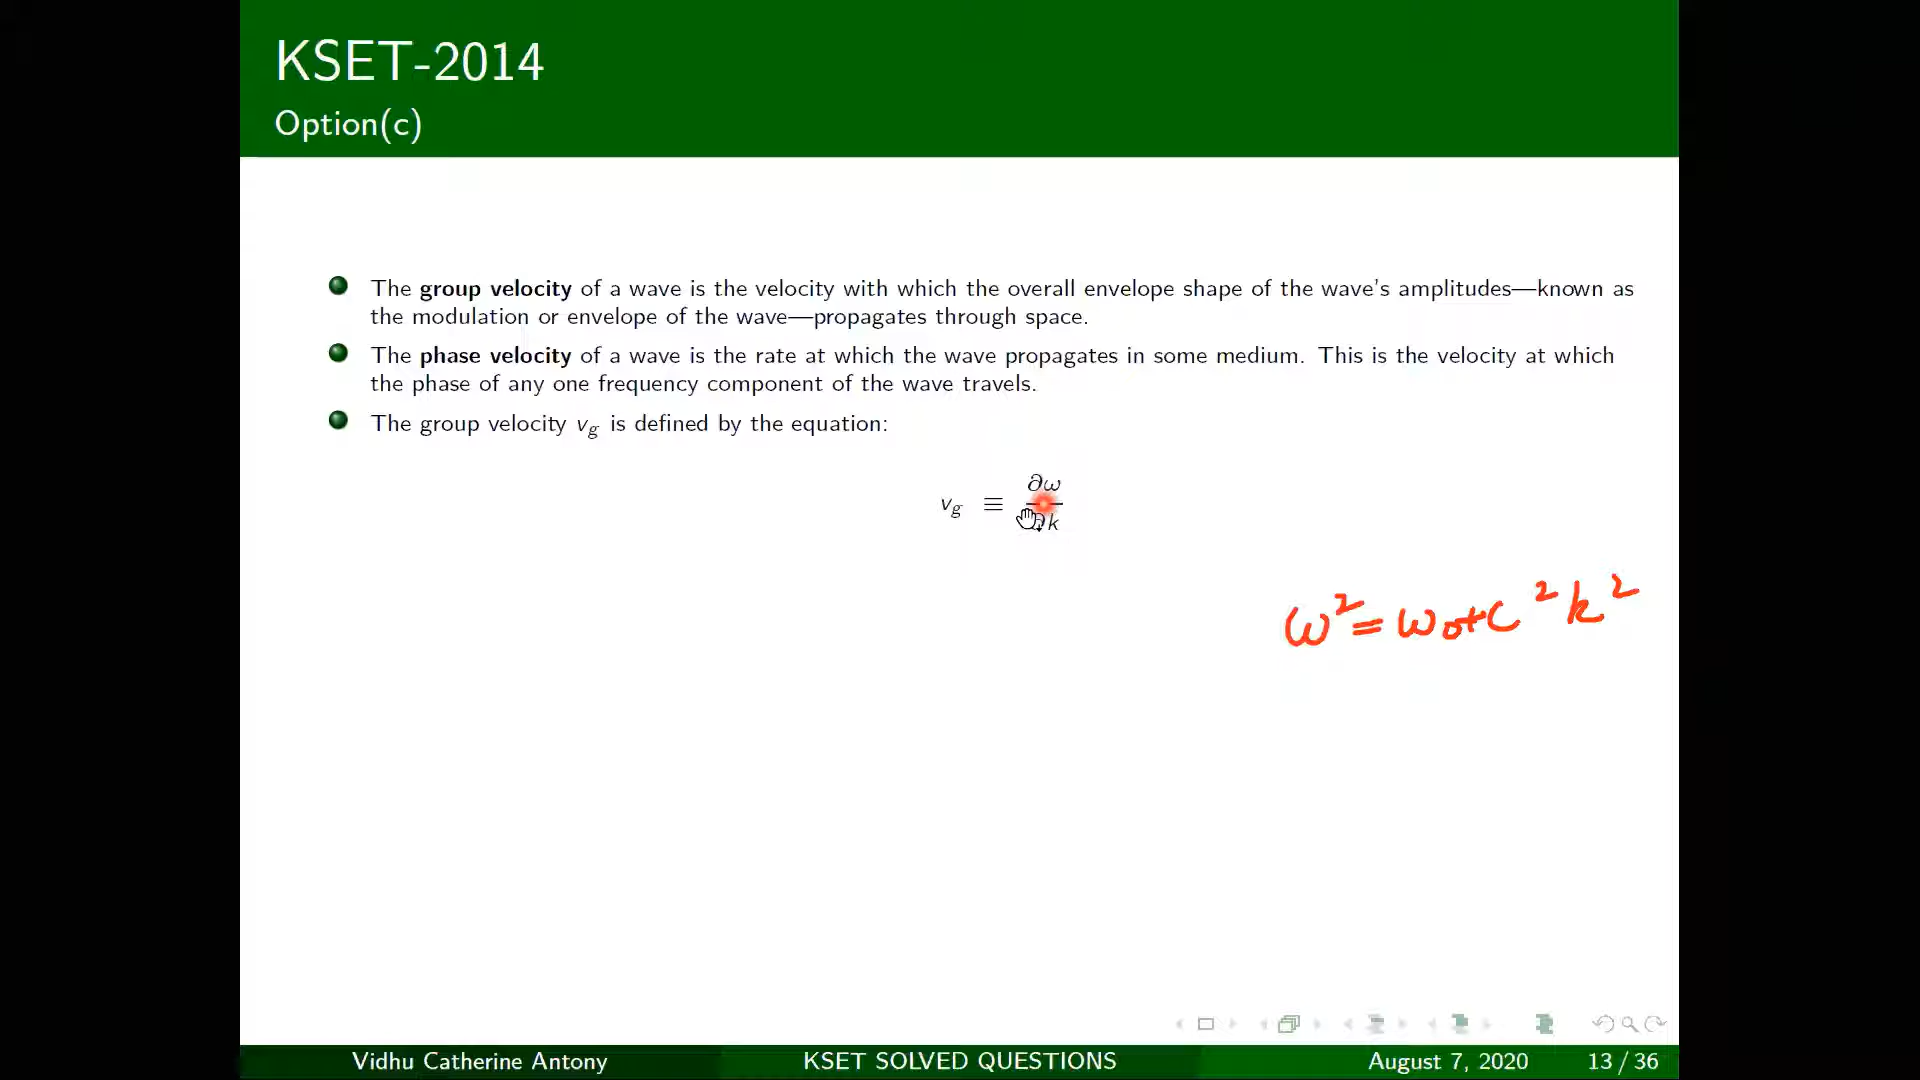 KSET-2014
Option(c)
The group velocity of a wave is the velocity with which the overall envelope shape of the wave's amplitudes—known as
the modulation or envelope of the wave—propagates through space.
The phase velocity of a wave is the rate at which the wave propagates in some medium. This is the velocity at which
the phase of any one frequency component of the wave travels.
The group velocity v_g is defined by the equation:
v_g ≡ ∂ω/∂k
ω² = ω₀+c²k²
Vidhu Catherine Antony KSET SOLVED QUESTIONS August 7, 2020 13 / 36